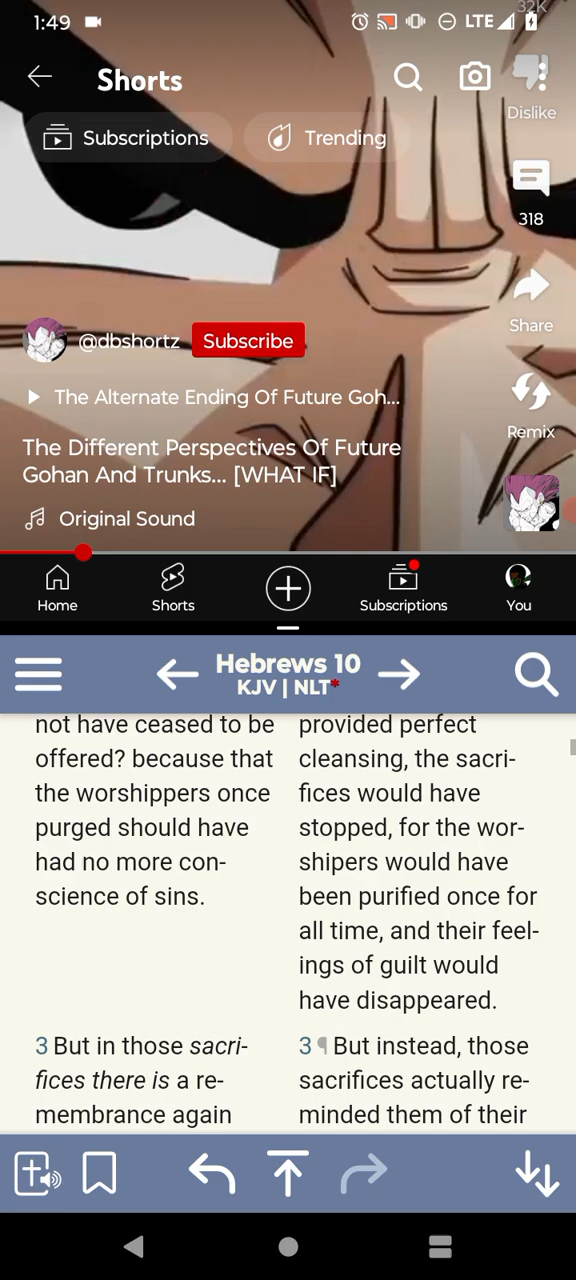 32K
1:49
LTE
Shorts
Dislike
Subscriptions
Trending
318
Share
@dbshortz
Subscribe
The Alternate Ending Of Future Goh...
Remix
The Different Perspectives Of Future
Gohan And Trunks... [WHAT IF]
Original Sound
Home
Shorts
Subscriptions
You
Hebrews 10
KJV | NLT*
not have ceased to be
offered? because that
the worshippers once
purged should have
had no more con-
science of sins.
3 But in those sacri-
fices there is a re-
membrance again
provided perfect
cleansing, the sacri-
fices would have
stopped, for the wor-
shipers would have
been purified once for
all time, and their feel-
ings of guilt would
have disappeared.
3 ¶ But instead, those
sacrifices actually re-
minded them of their